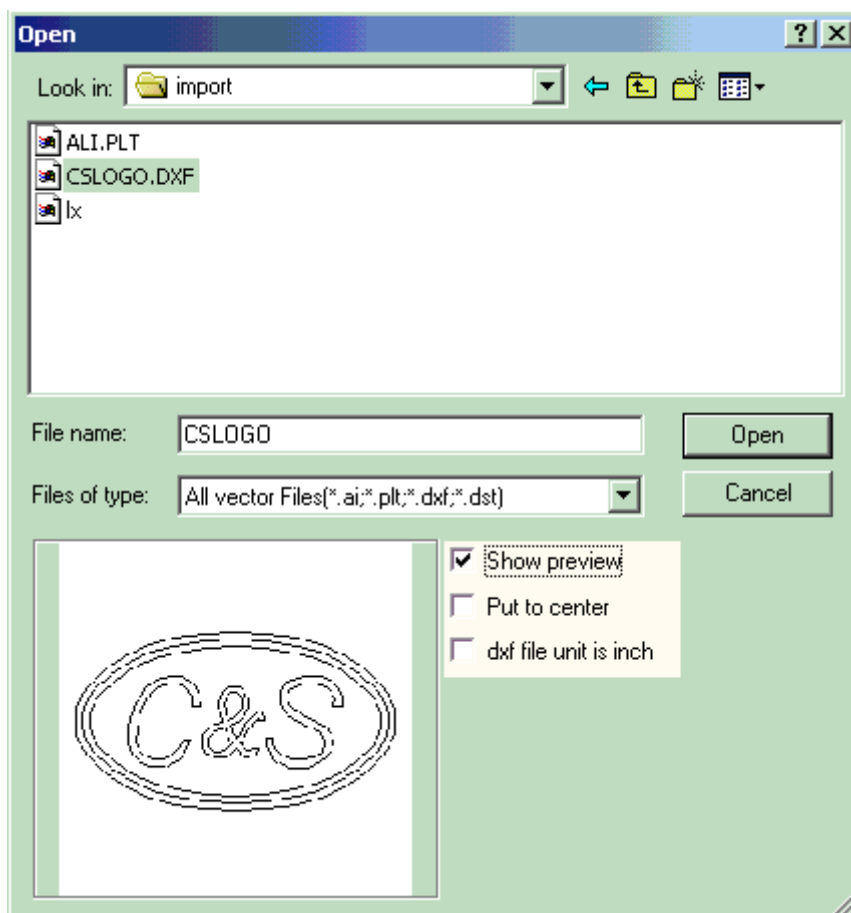 Open
Look in: import
ALI.PLT
CSLOGO.DXF
lx
File name: CSLOGO Open
Files of type: All vector Files(*.ai;*.plt;*.dxf;*.dst) Cancel
Show preview
Put to center
dxf file unit is inch
C&S